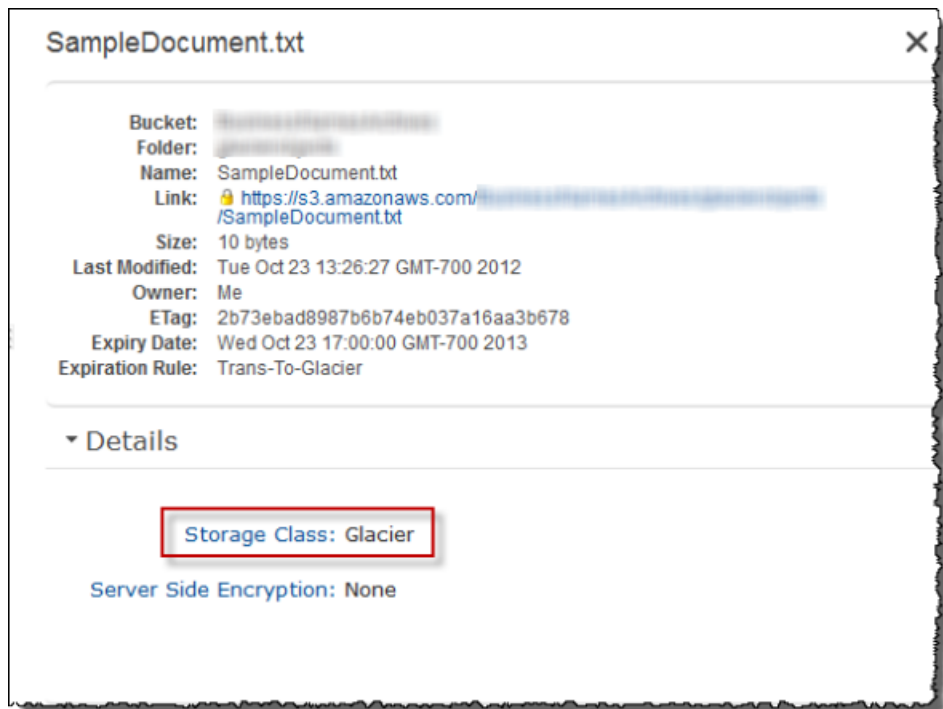 SampleDocument.txt
Bucket:
Folder:
Name: SampleDocument.txt
Link: https://s3.amazonaws.com/
/SampleDocument.txt
Size: 10 bytes
Last Modified: Tue Oct 23 13:26:27 GMT-700 2012
Owner: Me
ETag: 2b73ebad8987b6b74eb037a16aa3b678
Expiry Date: Wed Oct 23 17:00:00 GMT-700 2013
Expiration Rule: Trans-To-Glacier
Details
Storage Class: Glacier
Server Side Encryption: None